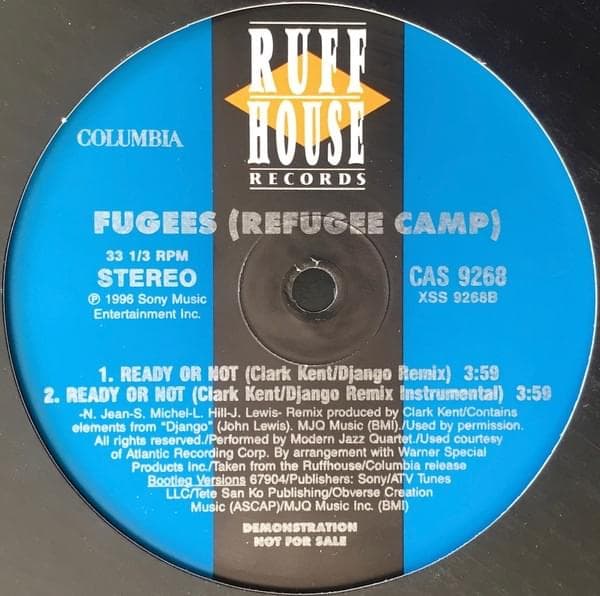 RUFF
HOUSE
RECORDS
COLUMBIA
FUGEES (REFUGEE CAMP)
33 1/3 RPM
STEREO
℗ 1996 Sony Music
Entertainment Inc.
CAS 9268
XSS 9268B
1. READY OR NOT (Clark Kent/Django Remix) 3:59
2. READY OR NOT (Clark Kent/Django Remix Instrumental) 3:59
-N. Jean-S. Michel-L. Hill-J. Lewis- Remix produced by Clark Kent/Contains
elements from "Django" (John Lewis). MJQ Music (BMI)./Used by permission.
All rights reserved./Performed by Modern Jazz Quartet./Used courtesy
of Atlantic Recording Corp. By arrangement with Warner Special
Products Inc./Taken from the Ruffhouse/Columbia release
Bootleg Versions 67904/Publishers: Sony/ATV Tunes
LLC/Tete San Ko Publishing/Obverse Creation
Music (ASCAP)/MJQ Music Inc. (BMI)
DEMONSTRATION
NOT FOR SALE